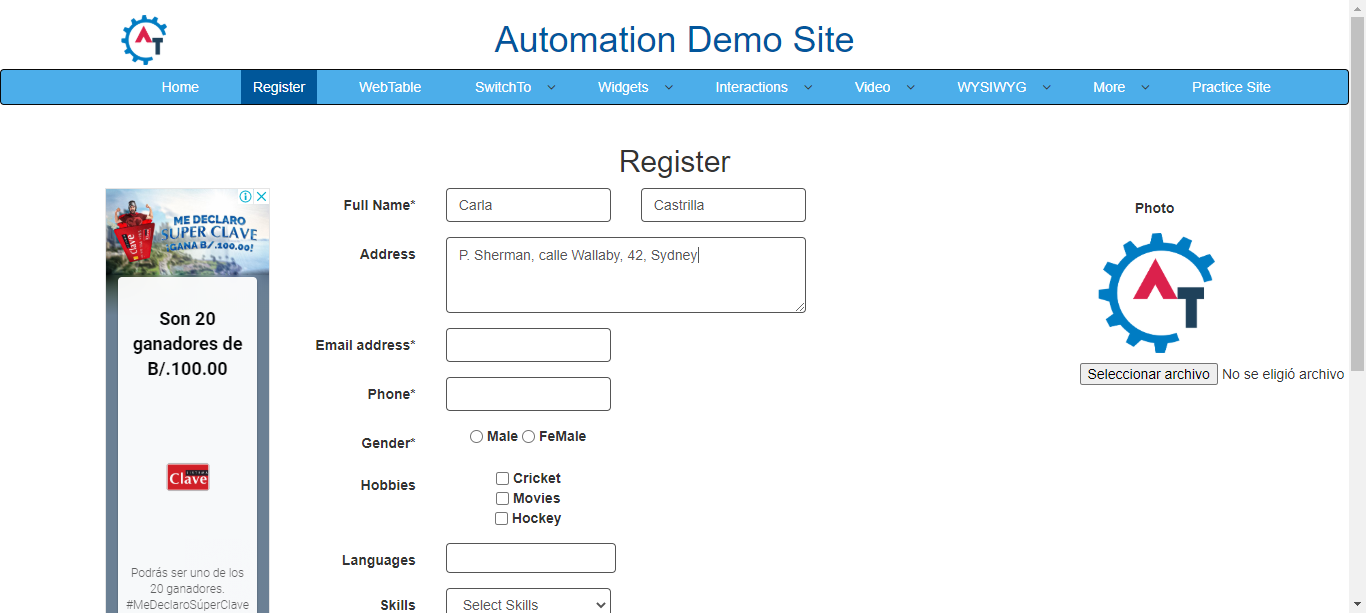 AT
Automation Demo Site
Home Register WebTable SwitchTo Widgets Interactions Video WYSIWYG More Practice Site
Register
ME DECLARO
SUPER CLAVE
¡GANA B/.100.00!
Son 20
ganadores de
B/.100.00
Clave
Podrás ser uno de los
20 ganadores.
#MeDeclaroSúperClave
Full Name* Carla Castrilla
Address P. Sherman, calle Wallaby, 42, Sydney
Email address*
Phone*
Gender* Male FeMale
Hobbies Cricket
Movies
Hockey
Languages
Skills Select Skills
Photo
AT
Seleccionar archivo No se eligió archivo